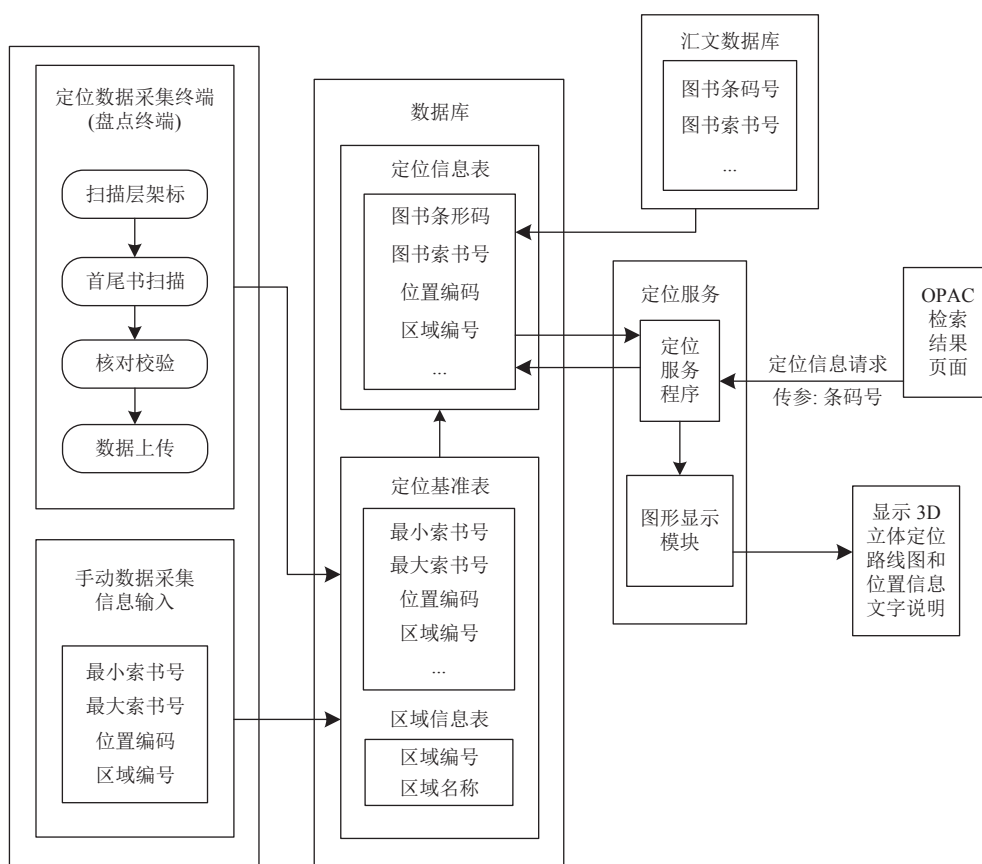 定位数据采集终端
(盘点终端)
扫描层架标
首尾书扫描
核对校验
数据上传
手动数据采集
信息输入
最小索书号
最大索书号
位置编码
区域编号
数据库
定位信息表
图书条形码
图书索书号
位置编码
区域编号
...
定位基准表
最小索书号
最大索书号
位置编码
区域编号
...
区域信息表
区域编号
区域名称
汇文数据库
图书条码号
图书索书号
...
定位服务
定位
服务
程序
图形显示
模块
定位信息请求
传参: 条码号
OPAC
检索
结果
页面
显示 3D
立体定位
路线图和
位置信息
文字说明